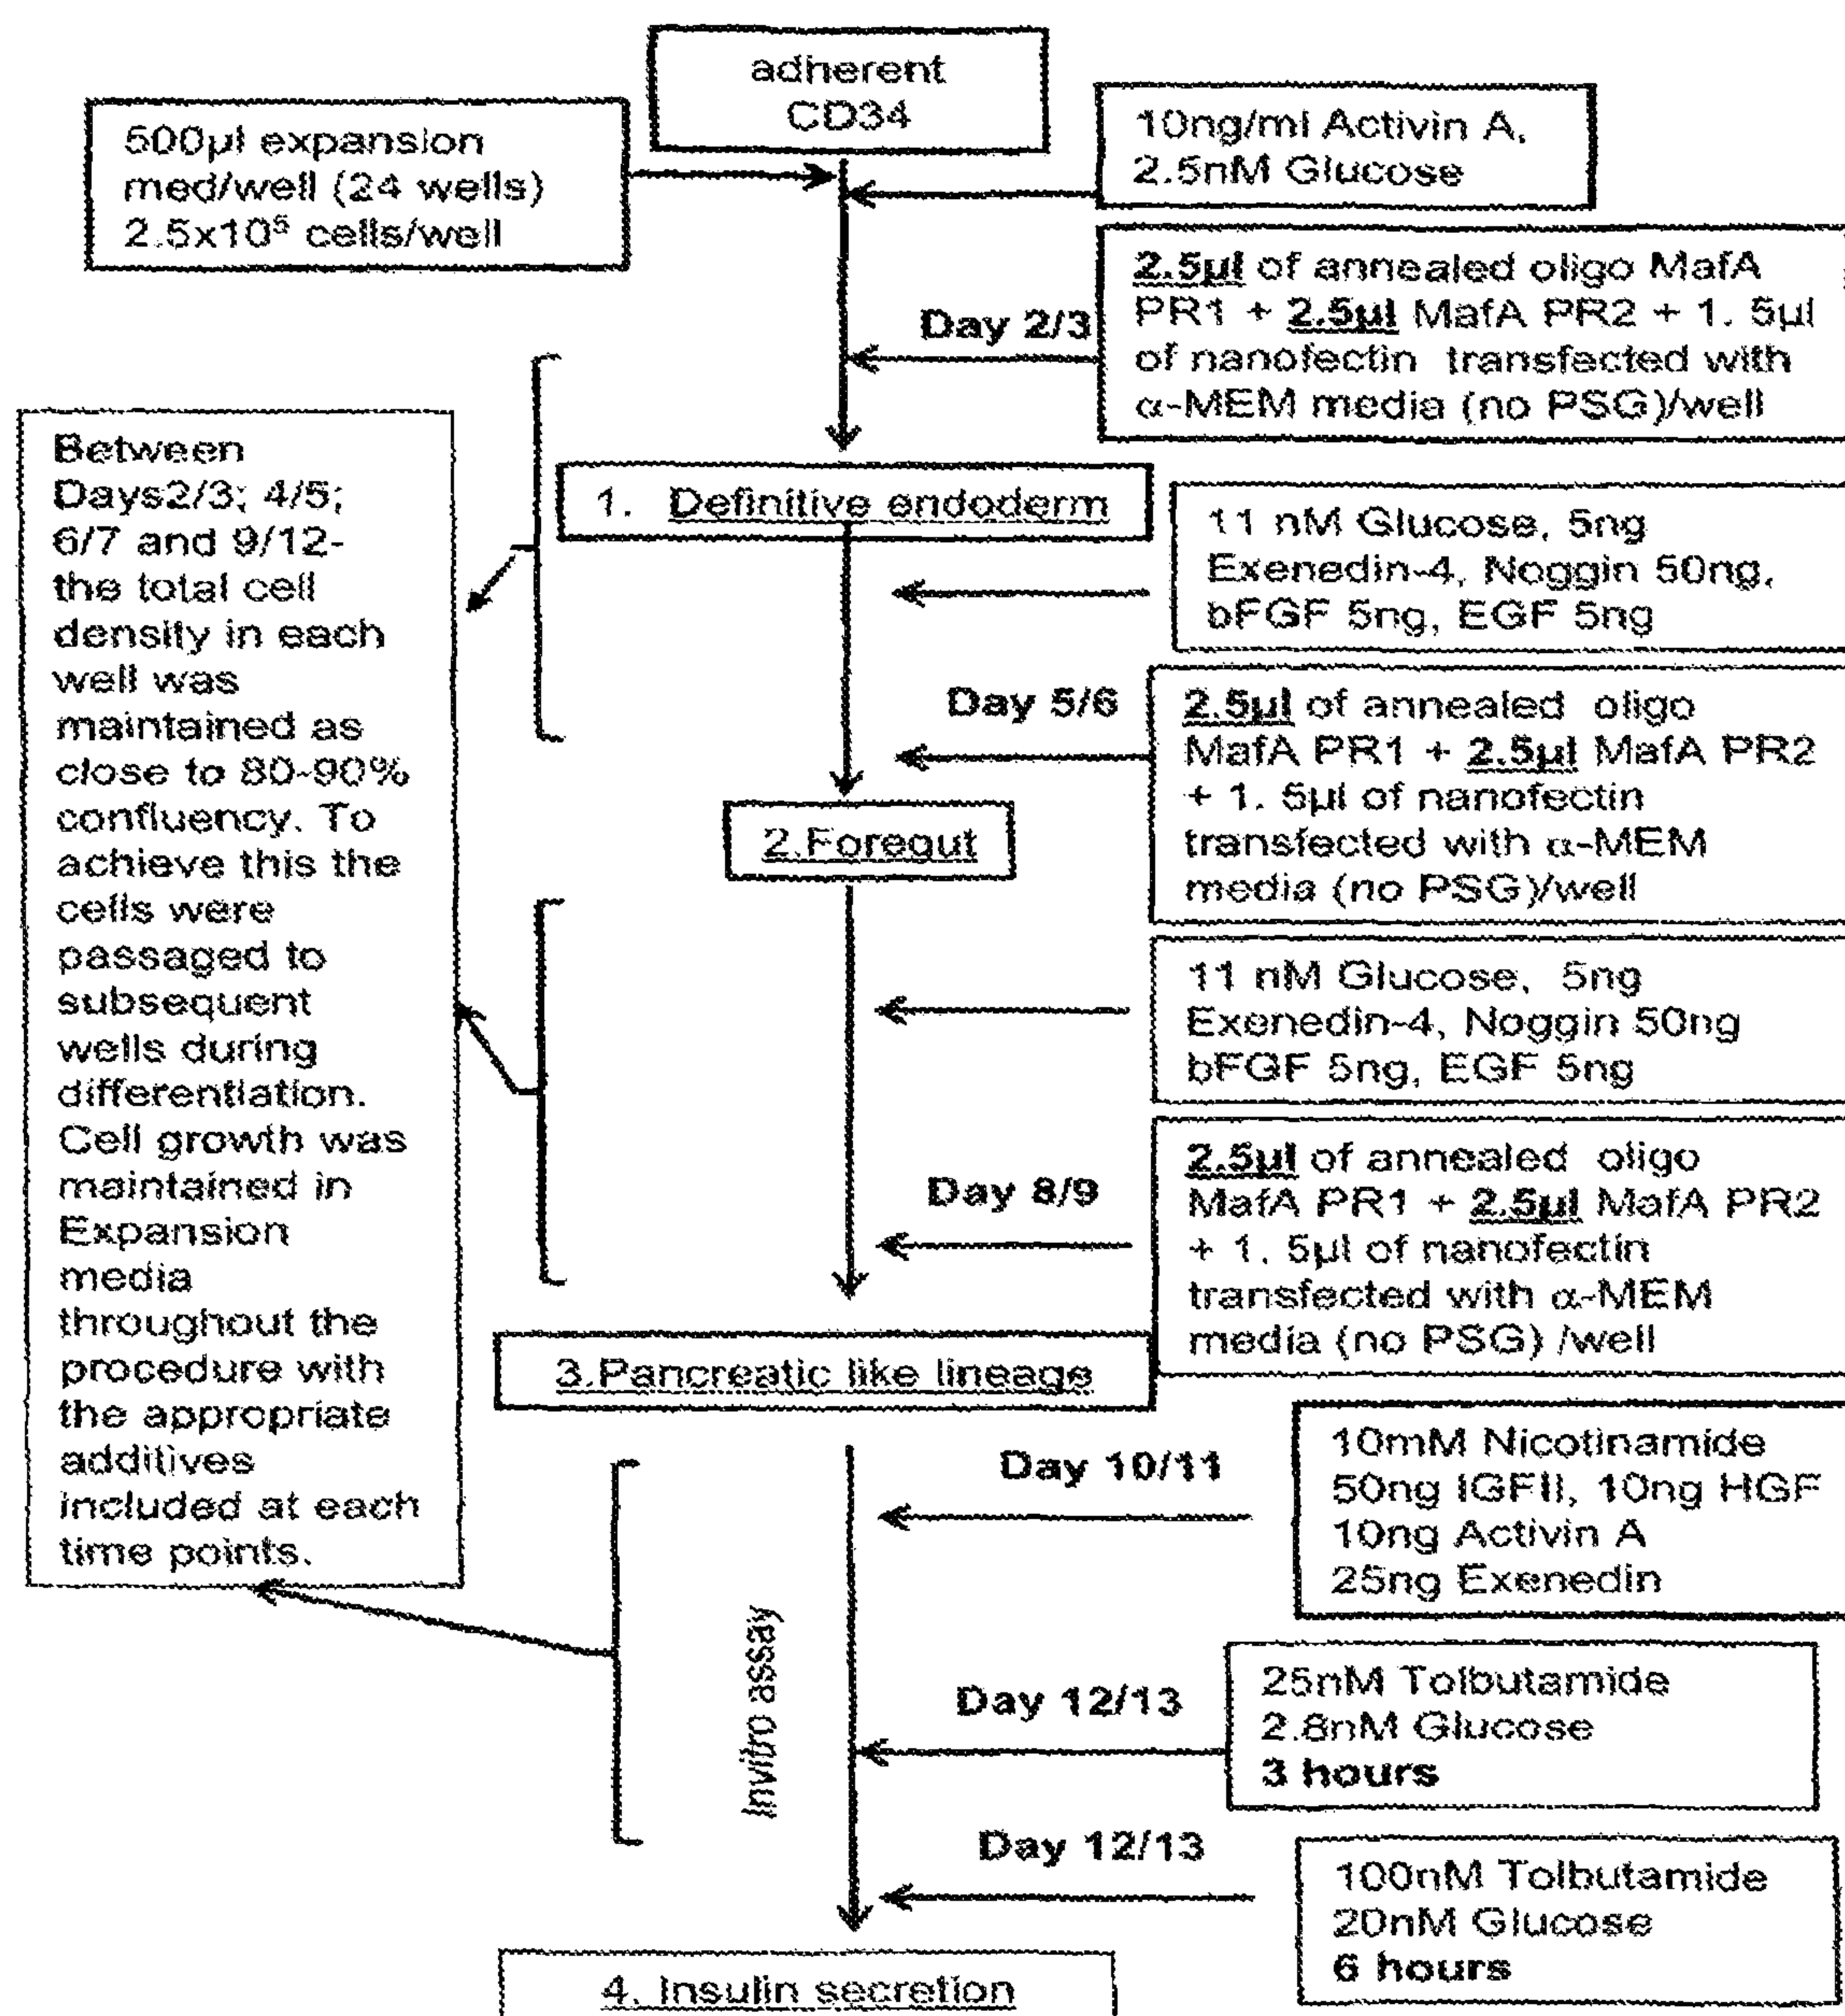 adherent
CD34
500µl expansion
med/well (24 wells)
2.5x10⁵ cells/well
10ng/ml Activin A,
2.5nM Glucose
Day 2/3
2.5µl of annealed oligo MafA
PR1 + 2.5µl MafA PR2 + 1. 5µl
of nanofectin transfected with
α-MEM media (no PSG)/well
1. Definitive endoderm
11 nM Glucose, 5ng
Exenedin-4, Noggin 50ng,
bFGF 5ng, EGF 5ng
Between
Days2/3; 4/5;
6/7 and 9/12-
the total cell
density in each
well was
maintained as
close to 80-90%
confluency. To
achieve this the
cells were
passaged to
subsequent
wells during
differentiation.
Cell growth was
maintained in
Expansion
media
throughout the
procedure with
the appropriate
additives
included at each
time points.
Day 5/6
2.5µl of annealed oligo
MafA PR1 + 2.5µl MafA PR2
+ 1. 5µl of nanofectin
transfected with α-MEM
media (no PSG)/well
2.Foregut
11 nM Glucose, 5ng
Exenedin-4, Noggin 50ng
bFGF 5ng, EGF 5ng
Day 8/9
2.5µl of annealed oligo
MafA PR1 + 2.5µl MafA PR2
+ 1. 5µl of nanofectin
transfected with α-MEM
media (no PSG) /well
3.Pancreatic like lineage
Day 10/11
10mM Nicotinamide
50ng IGFII, 10ng HGF
10ng Activin A
25ng Exenedin
Invitro assay
Day 12/13
25nM Tolbutamide
2.8nM Glucose
3 hours
Day 12/13
100nM Tolbutamide
20nM Glucose
6 hours
4. Insulin secretion